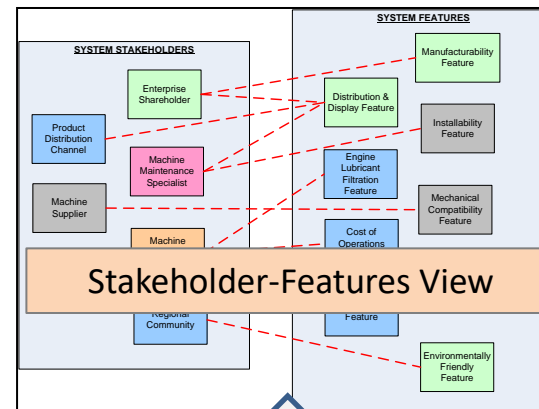 SYSTEM STAKEHOLDERS
Enterprise
Shareholder
Product
Distribution
Channel
Machine
Maintenance
Specialist
Machine
Supplier
Machine
Regional
Community
SYSTEM FEATURES
Manufacturability
Feature
Distribution &
Display Feature
Installability
Feature
Engine
Lubricant
Filtration
Feature
Mechanical
Compatibility
Feature
Cost of
Operations
Feature
Environmentally
Friendly
Feature
Stakeholder-Features View